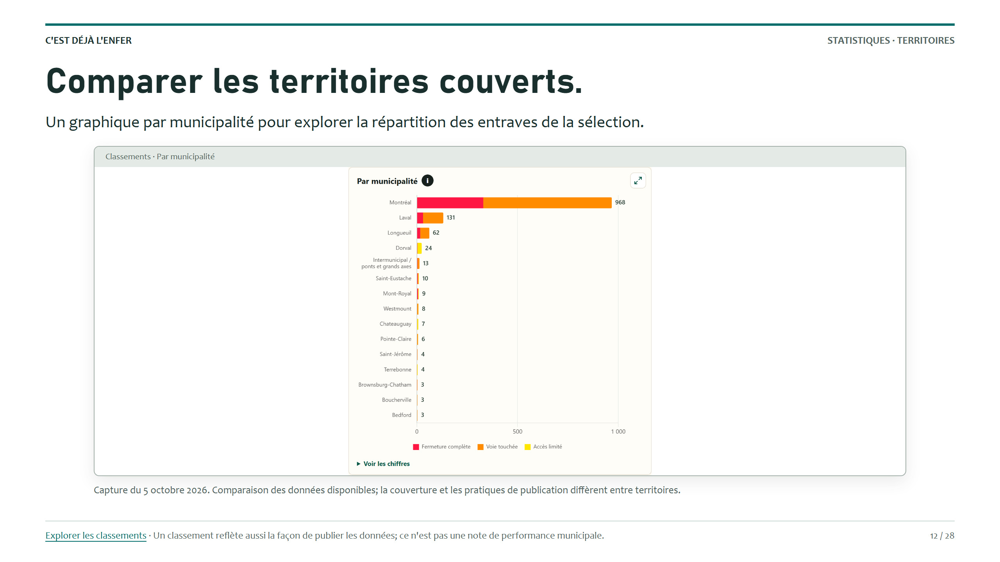 C'EST DÉJÀ L'ENFER
STATISTIQUES · TERRITOIRES
Comparer les territoires couverts.
Un graphique par municipalité pour explorer la répartition des entraves de la sélection.
Classements · Par municipalité
Par municipalité i
Montréal 968
Laval 131
Longueuil 62
Dorval 24
Intermunicipal /
ponts et grands axes 13
Saint-Eustache 10
Mont-Royal 9
Westmount 8
Chateauguay 7
Pointe-Claire 6
Saint-Jérôme 4
Terrebonne 4
Brownsburg-Chatham 3
Boucherville 3
Bedford 3
0 500 1 000
Fermeture complète Voie touchée Accès limité
▶ Voir les chiffres
Capture du 5 octobre 2026. Comparaison des données disponibles; la couverture et les pratiques de publication diffèrent entre territoires.
Explorer les classements · Un classement reflète aussi la façon de publier les données; ce n'est pas une note de performance municipale.
12 / 28